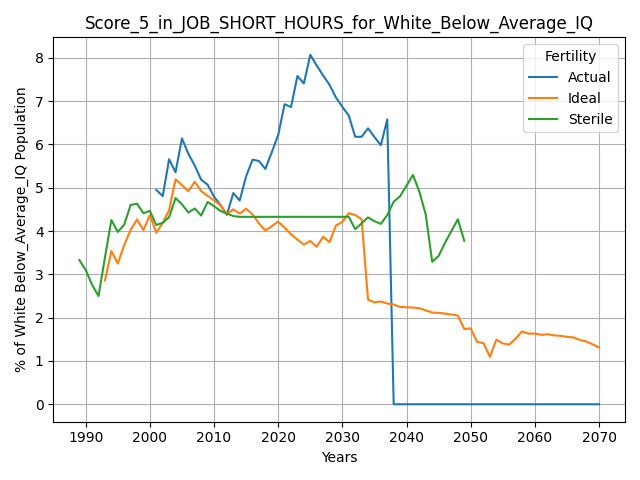 Score_5_in_JOB_SHORT_HOURS_for_White_Below_Average_IQ
% of White Below_Average_IQ Population
8
7
6
5
4
3
2
1
0
Fertility
Actual
Ideal
Sterile
1990 2000 2010 2020 2030 2040 2050 2060 2070
Years